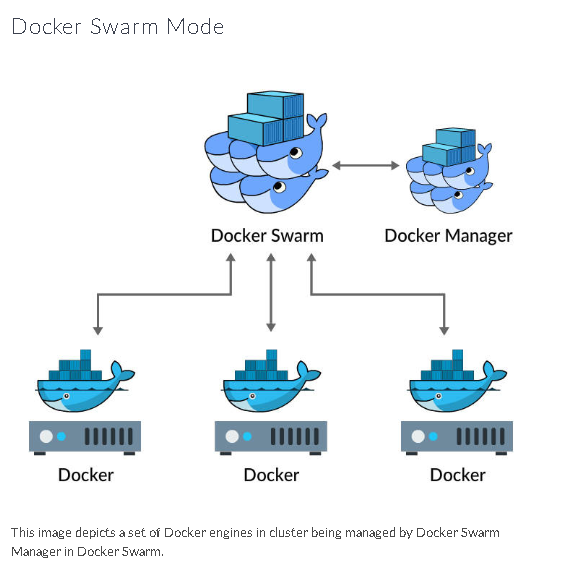 Docker Swarm Mode
Docker Swarm
Docker Manager
Docker
Docker
Docker
This image depicts a set of Docker engines in cluster being managed by Docker Swarm
Manager in Docker Swarm.